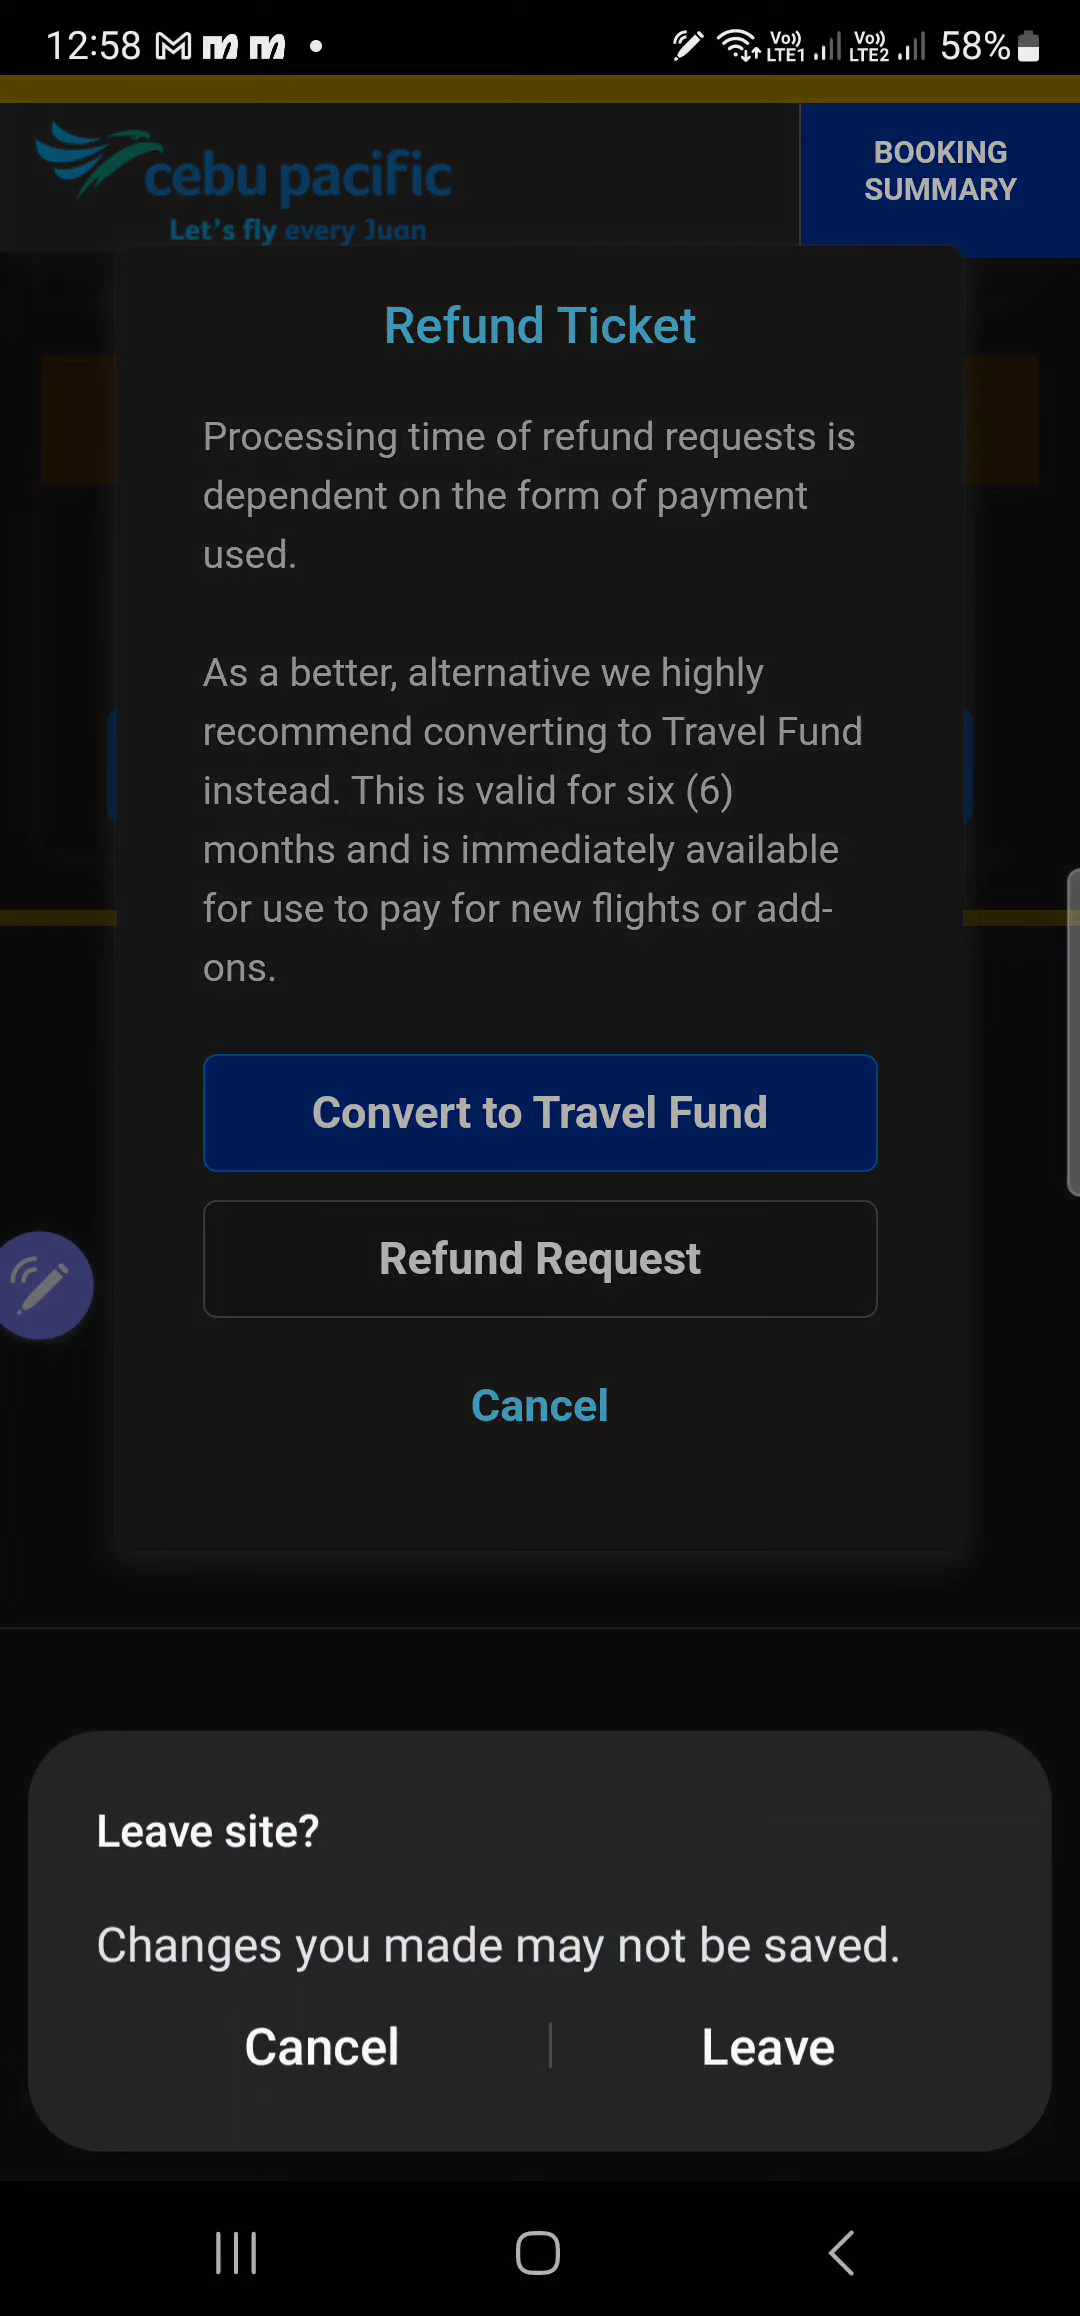 12:58 Vo)) LTE1 Vo)) LTE2 58%
cebu pacific
Let's fly every Juan
BOOKING
SUMMARY
Refund Ticket
Processing time of refund requests is
dependent on the form of payment
used.
As a better, alternative we highly
recommend converting to Travel Fund
instead. This is valid for six (6)
months and is immediately available
for use to pay for new flights or add-
ons.
Convert to Travel Fund
Refund Request
Cancel
Leave site?
Changes you made may not be saved.
Cancel
Leave